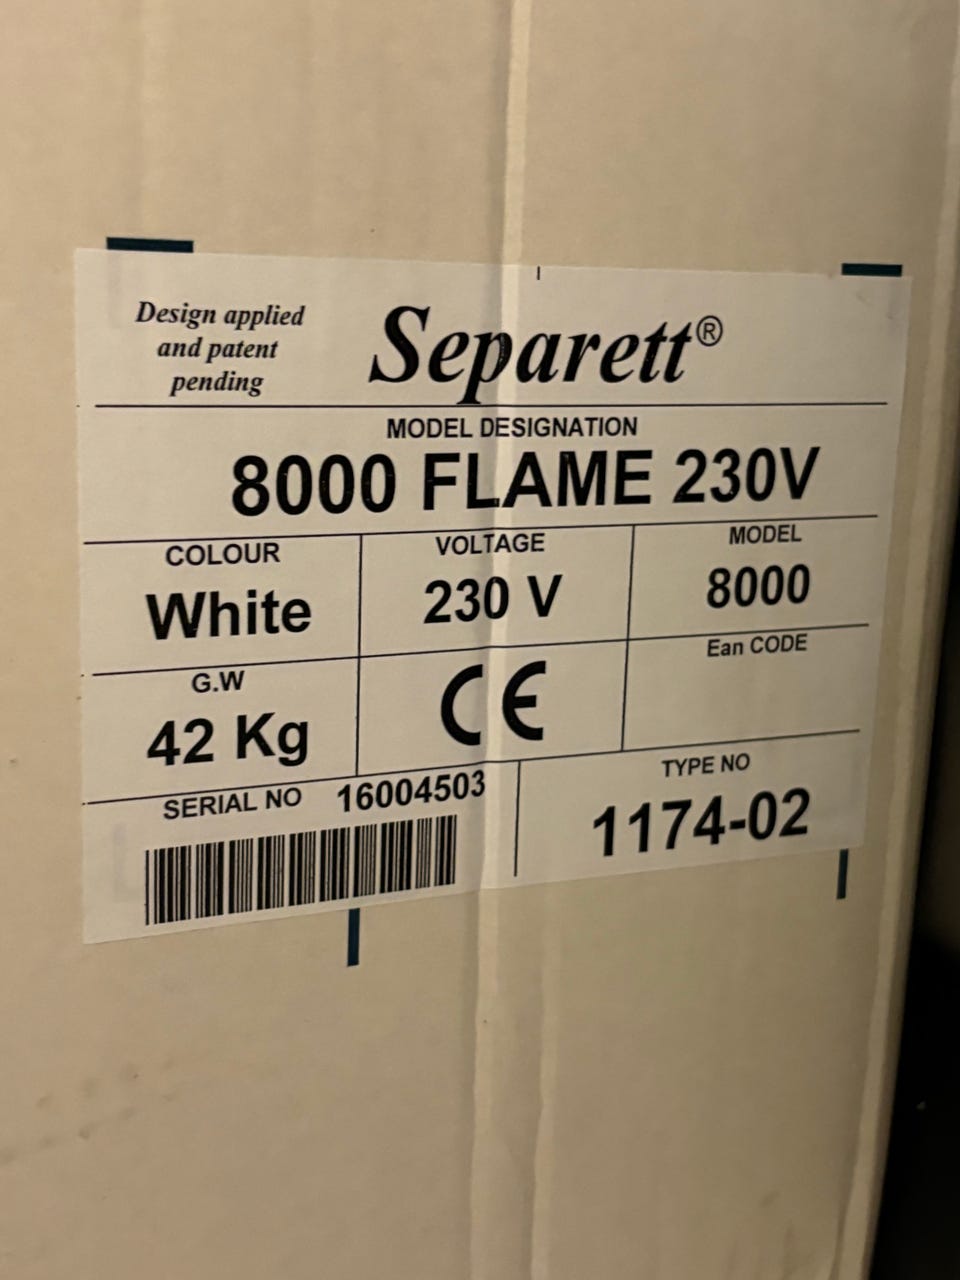 Design applied
and patent
pending
Separett®
MODEL DESIGNATION
8000 FLAME 230V
COLOUR
White
VOLTAGE
230 V
MODEL
8000
G.W
42 Kg
CE
Ean CODE
SERIAL NO 16004503
TYPE NO
1174-02